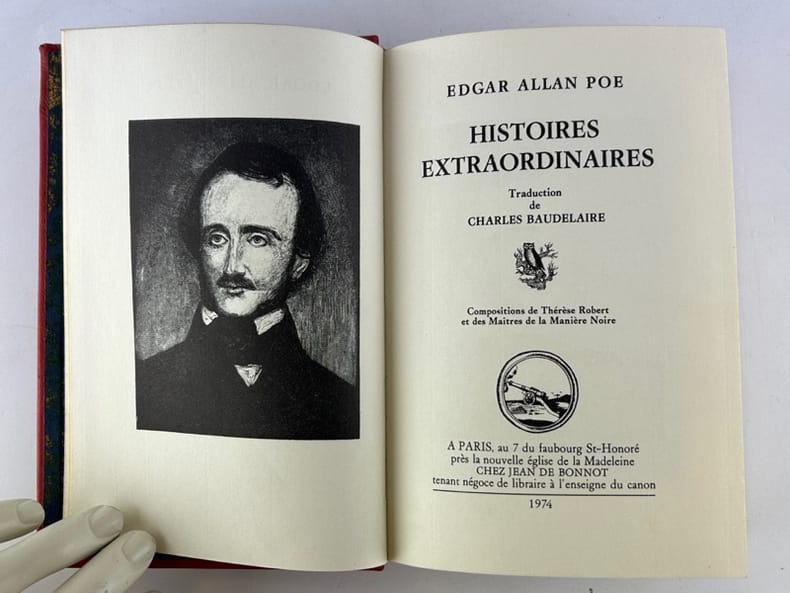 EDGAR ALLAN POE
HISTOIRES
EXTRAORDINAIRES
Traduction
de
CHARLES BAUDELAIRE
Compositions de Thérèse Robert
et des Maitres de la Manière Noire
A PARIS, au 7 du faubourg St-Honoré
près la nouvelle église de la Madeleine
CHEZ JEAN DE BONNOT
tenant négoce de libraire à l'enseigne du canon
1974